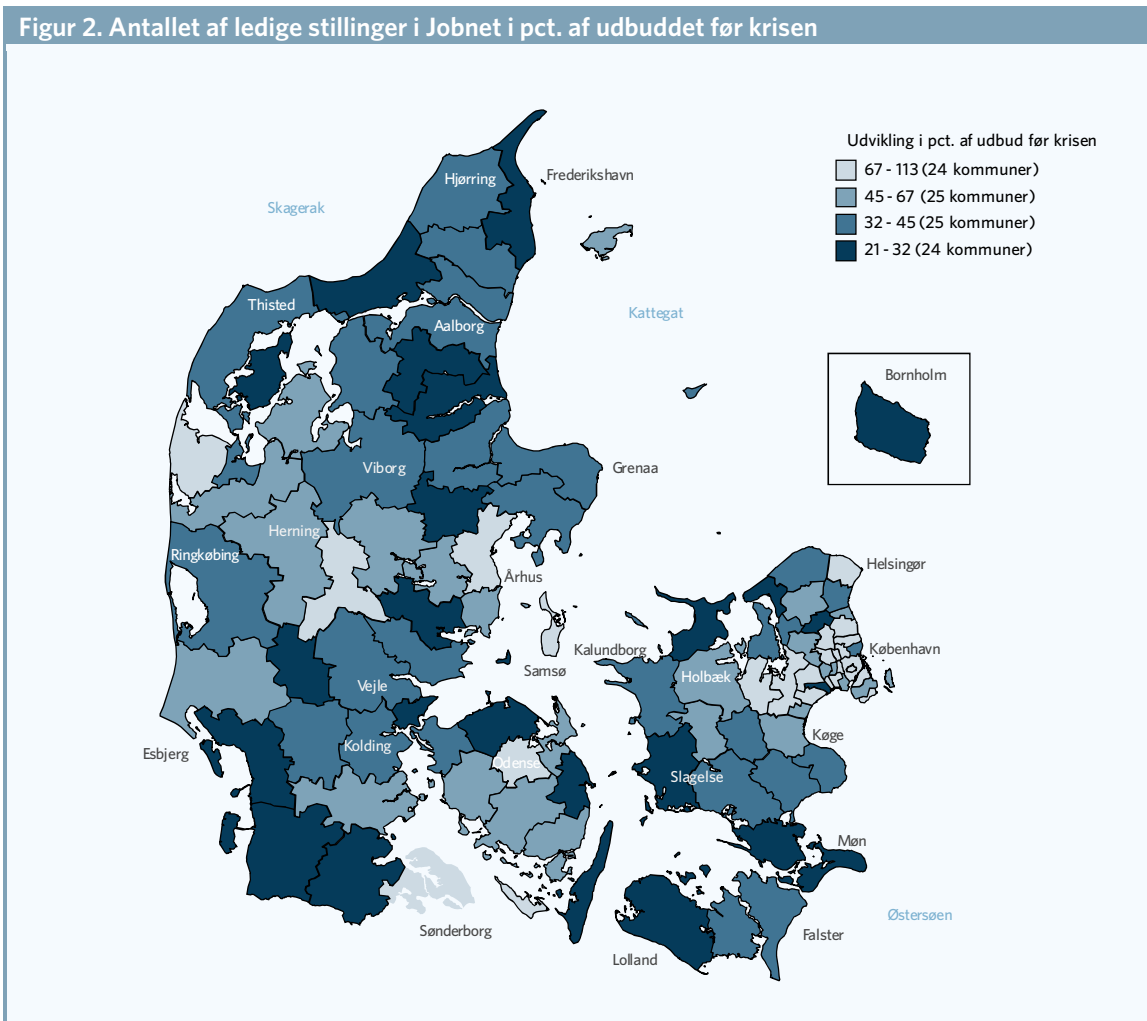 Figur 2. Antallet af ledige stillinger i Jobnet i pct. af udbuddet før krisen
Udvikling i pct. af udbud før krisen
67 - 113 (24 kommuner)
45 - 67 (25 kommuner)
32 - 45 (25 kommuner)
21 - 32 (24 kommuner)
Hjørring
Frederikshavn
Skagerak
Thisted
Kattegat
Aalborg
Bornholm
Viborg
Grenaa
Herning
Ringkøbing
Århus
Helsingør
København
Kalundborg
Samsø
Holbæk
Vejle
Køge
Kolding
Esbjerg
Odense
Slagelse
Møn
Østersøen
Sønderborg
Falster
Lolland